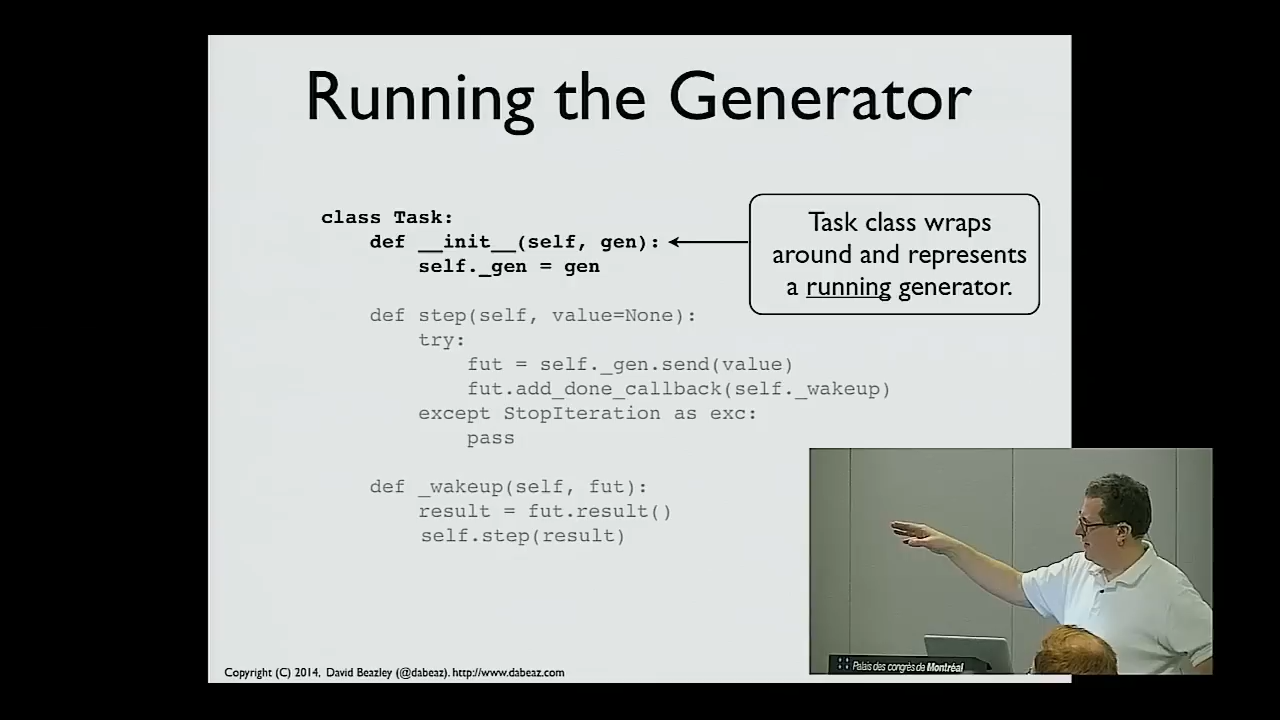 Running the Generator
class Task:
def __init__(self, gen):
self._gen = gen
Task class wraps
around and represents
a running generator.
def step(self, value=None):
try:
fut = self._gen.send(value)
fut.add_done_callback(self._wakeup)
except StopIteration as exc:
pass
def _wakeup(self, fut):
result = fut.result()
self.step(result)
Palais des congrès de Montréal
Copyright (C) 2014, David Beazley (@dabeaz). http://www.dabeaz.com